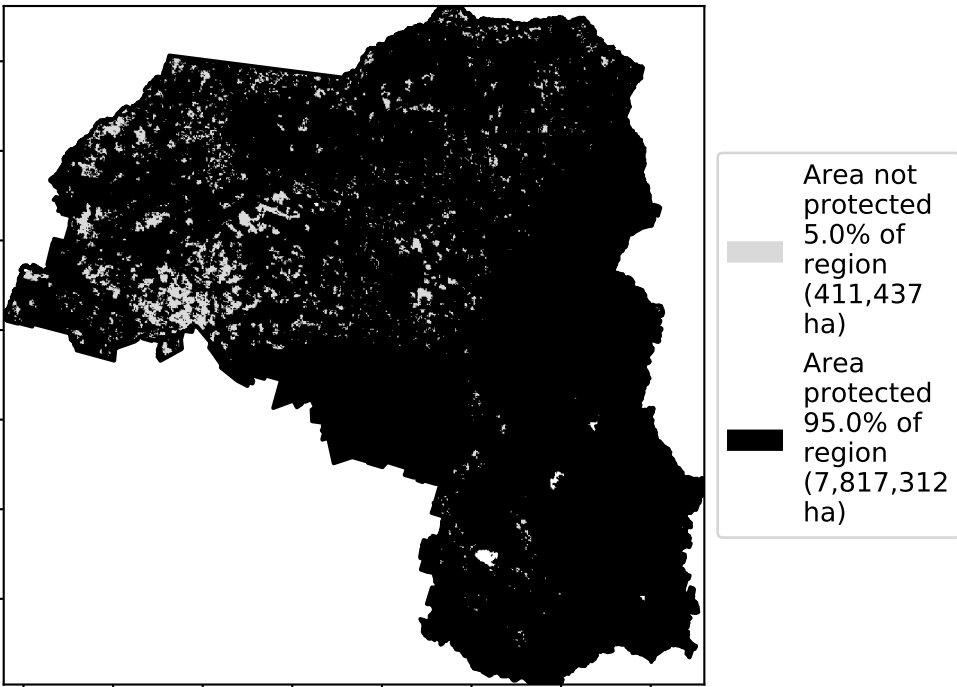 Area not
protected
5.0% of
region
(411,437
ha)
Area
protected
95.0% of
region
(7,817,312
ha)